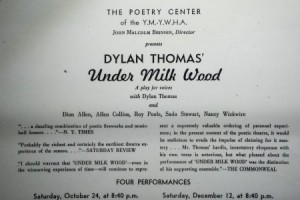 THE POETRY CENTER
of the Y.M.-Y.W.H.A.
JOHN MALCOLM BRINNIN, Director
presents
DYLAN THOMAS'
Under Milk Wood
A play for voices
with Dylan Thomas
and
Dion Allen, Allen Collins, Roy Poole, Sada Stewart, Nancy Wickwire
". . . a dazzling combination of poetic fireworks and music-
hall humor. . . ."—N. Y. TIMES
"Probably the richest and certainly the earthiest theatre ex-
perience of the season. . . ."—SATURDAY REVIEW
"I should warrant that 'UNDER MILK WOOD'—even in
the winnowing experience of time—will continue to repre-
sent a supremely valuable ordering of personal experi-
ence; in the present context of the poetic theatre, it would
be malicious to evade the impulse of claiming for it mas-
tery. . . . Mr. Thomas' lurid, incantatory eloquence with
his own verse is notorious, but what pleased about the
performance of 'UNDER MILK WOOD' was the distinction
of his supporting ensemble." THE COMMONWEAL
FOUR PERFORMANCES
Saturday, October 24, at 8:40 p.m.
Saturday, December 12, at 8:40 p.m.